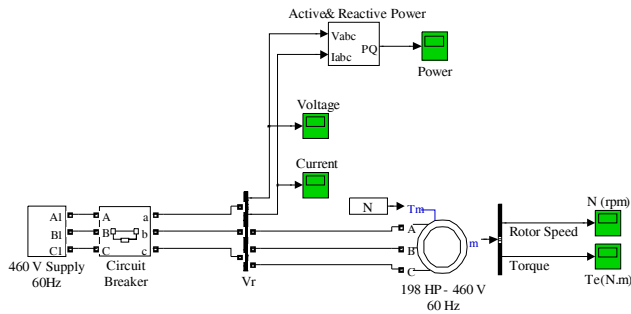 Active & Reactive Power
Vabc
Iabc
PQ
Power
Voltage
Current
N
Tm
N (rpm)
A1
B1
C1
A
B
C
a
b
c
A
B
C
m
Rotor Speed
Torque
460 V Supply
60Hz
Circuit
Breaker
Vr
198 HP - 460 V
60 Hz
Te(N.m)